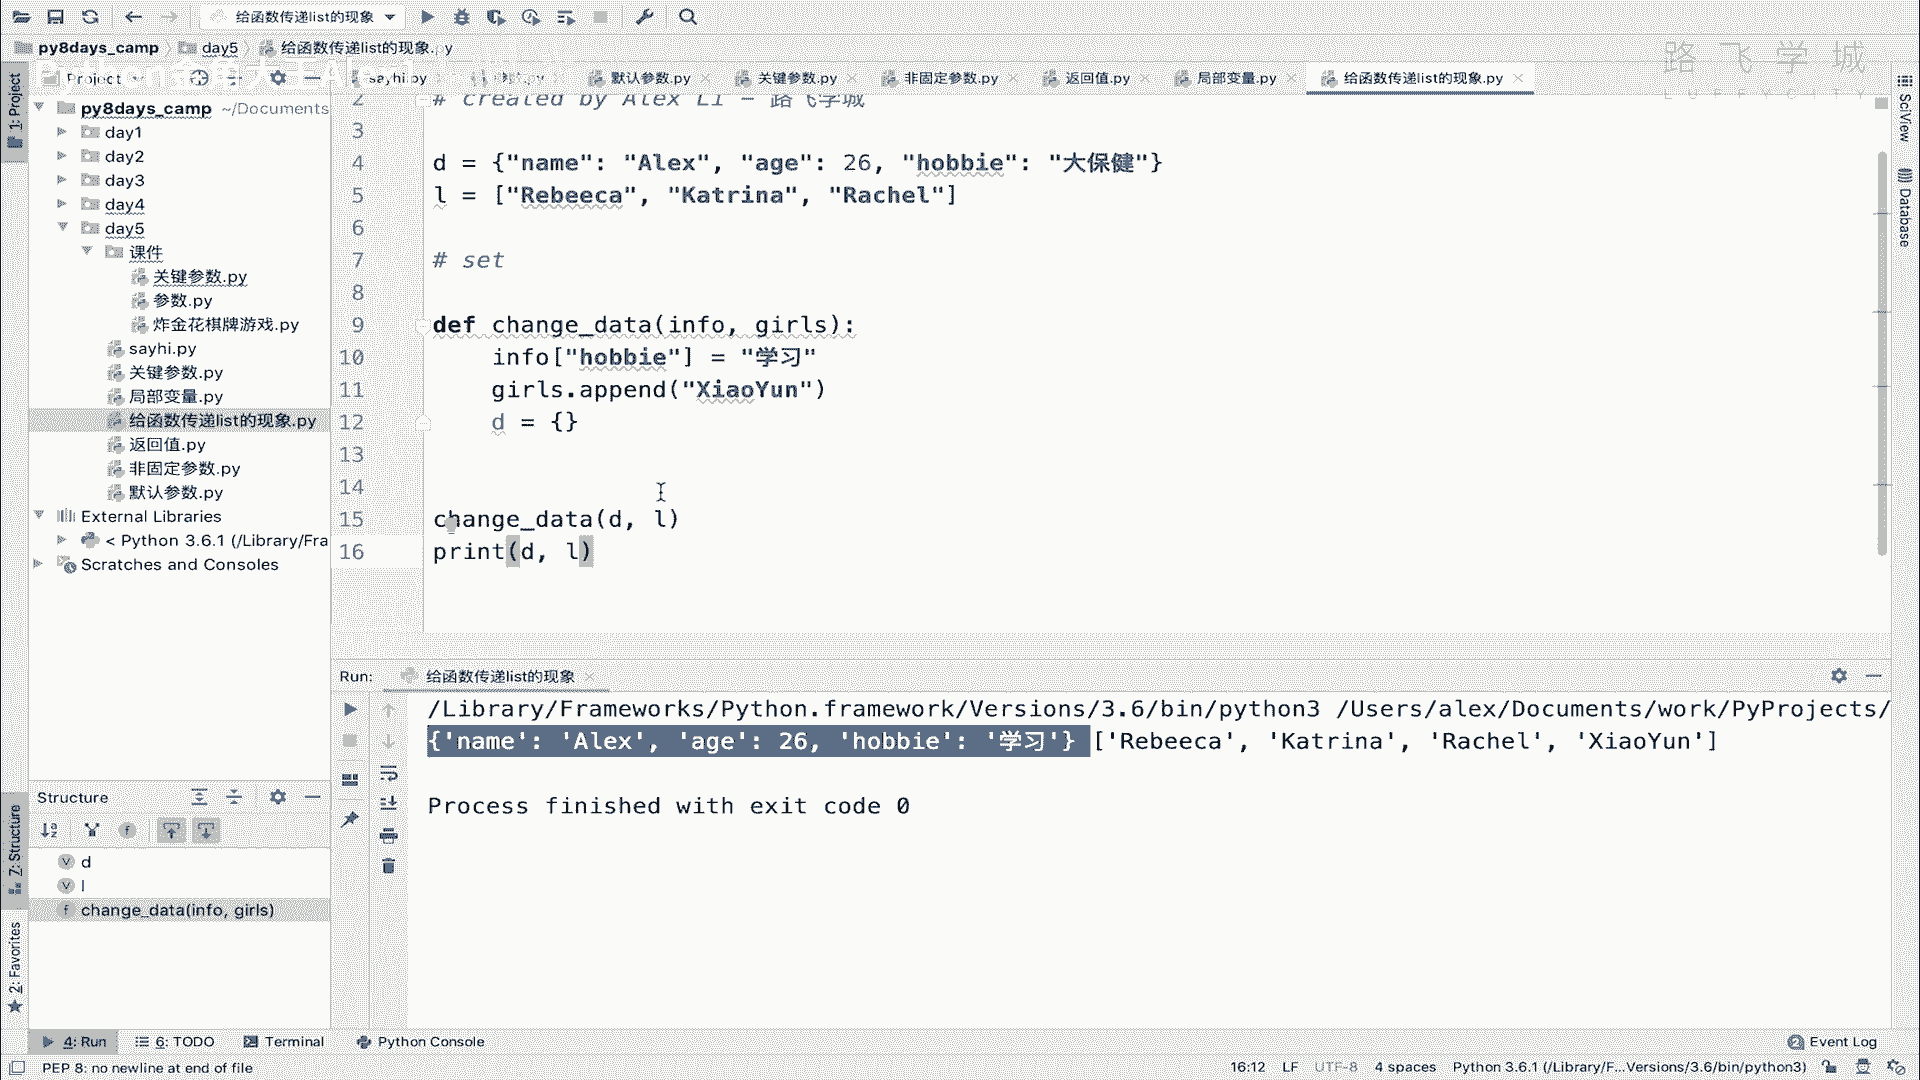 给函数传递list的现象
py8days_camp day5 给函数传递list的现象.py
路飞学城
LUFFYCITY
Project
sayhi.py
默认参数.py
关键参数.py
非固定参数.py
返回值.py
局部变量.py
给函数传递list的现象.py
1: Project
py8days_camp ~/Documents
day1
day2
day3
day4
day5
课件
关键参数.py
参数.py
炸金花棋牌游戏.py
sayhi.py
关键参数.py
局部变量.py
给函数传递list的现象.py
返回值.py
非固定参数.py
默认参数.py
External Libraries
< Python 3.6.1 (/Library/Fra
Scratches and Consoles
2 # created by Alex Li - 路飞学城
3
4 d = {"name": "Alex", "age": 26, "hobbie": "大保健"}
5 l = ["Rebeeca", "Katrina", "Rachel"]
6
7 # set
8
9 def change_data(info, girls):
10 info["hobbie"] = "学习"
11 girls.append("XiaoYun")
12 d = {}
13
14
15 change_data(d, l)
16 print(d, l)
SciView
Database
Run: 给函数传递list的现象
/Library/Frameworks/Python.framework/Versions/3.6/bin/python3 /Users/alex/Documents/work/PyProjects/
{'name': 'Alex', 'age': 26, 'hobbie': '学习'} ['Rebeeca', 'Katrina', 'Rachel', 'XiaoYun']
Process finished with exit code 0
Structure
d
l
change_data(info, girls)
7: Structure
2: Favorites
4: Run 6: TODO Terminal Python Console
2 Event Log
PEP 8: no newline at end of file
16:12 LF UTF-8 4 spaces Python 3.6.1 (/Library/F...Versions/3.6/bin/python3)